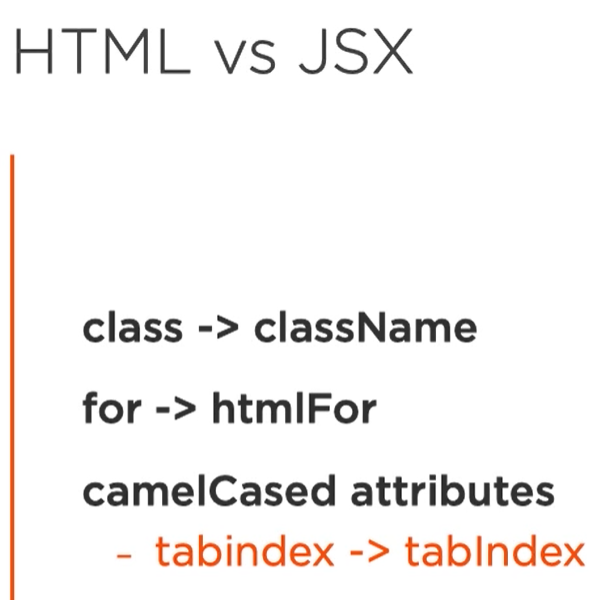 HTML vs JSX
class -> className
for -> htmlFor
camelCased attributes
- tabindex -> tabIndex